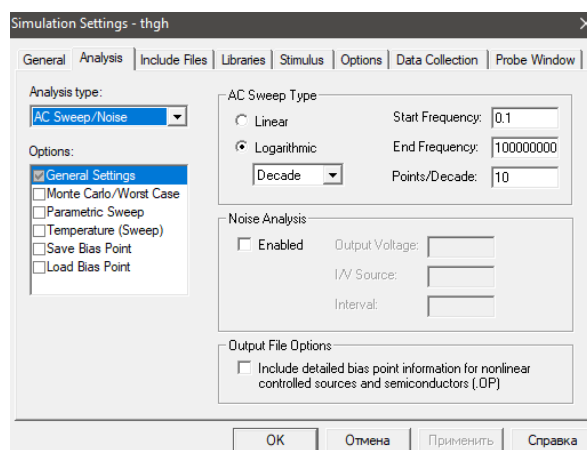 Simulation Settings - thgh
General Analysis Include Files Libraries Stimulus Options Data Collection Probe Window
Analysis type:
AC Sweep/Noise
Options:
General Settings
Monte Carlo/Worst Case
Parametric Sweep
Temperature (Sweep)
Save Bias Point
Load Bias Point
AC Sweep Type
Linear
Logarithmic
Decade
Start Frequency: 0.1
End Frequency: 100000000
Points/Decade: 10
Noise Analysis
Enabled
Output Voltage:
I/V Source:
Interval:
Output File Options
Include detailed bias point information for nonlinear
controlled sources and semiconductors (.OP)
OK Отмена Применить Справка